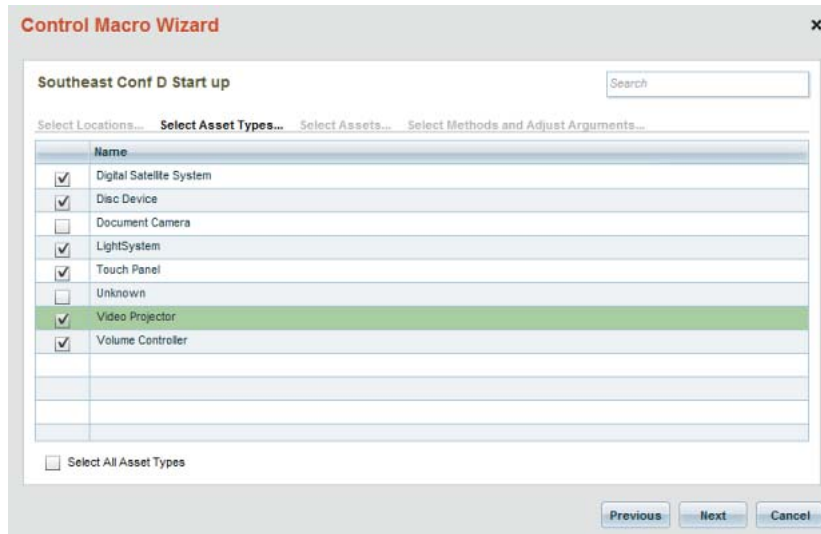 Control Macro Wizard
Southeast Conf D Start up
Search
Select Locations... Select Asset Types... Select Assets... Select Methods and Adjust Arguments...
Name
Digital Satellite System
Disc Device
Document Camera
LightSystem
Touch Panel
Unknown
Video Projector
Volume Controller
Select All Asset Types
Previous Next Cancel